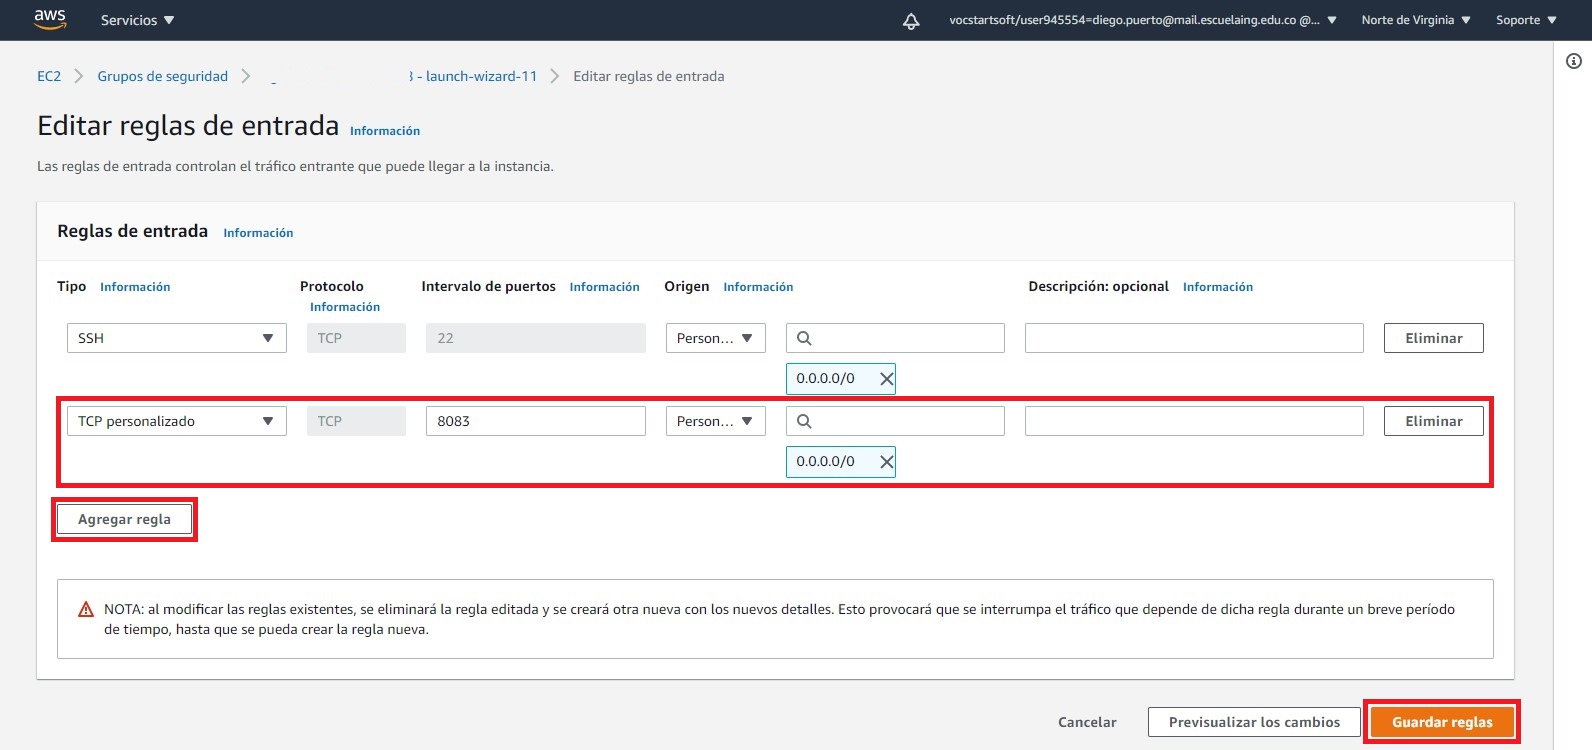 aws Servicios vocstartsoft/user945554=diego.puerto@mail.escuelaing.edu.co @... Norte de Virginia Soporte
EC2 Grupos de seguridad - launch-wizard-11 Editar reglas de entrada
Editar reglas de entrada Información
Las reglas de entrada controlan el tráfico entrante que puede llegar a la instancia.
Reglas de entrada Información
Tipo Información Protocolo Información Intervalo de puertos Información Origen Información Descripción: opcional Información
SSH TCP 22 Person... Eliminar
0.0.0.0/0
TCP personalizado TCP 8083 Person... Eliminar
0.0.0.0/0
Agregar regla
NOTA: al modificar las reglas existentes, se eliminará la regla editada y se creará otra nueva con los nuevos detalles. Esto provocará que se interrumpa el tráfico que depende de dicha regla durante un breve período
de tiempo, hasta que se pueda crear la regla nueva.
Cancelar Previsualizar los cambios Guardar reglas